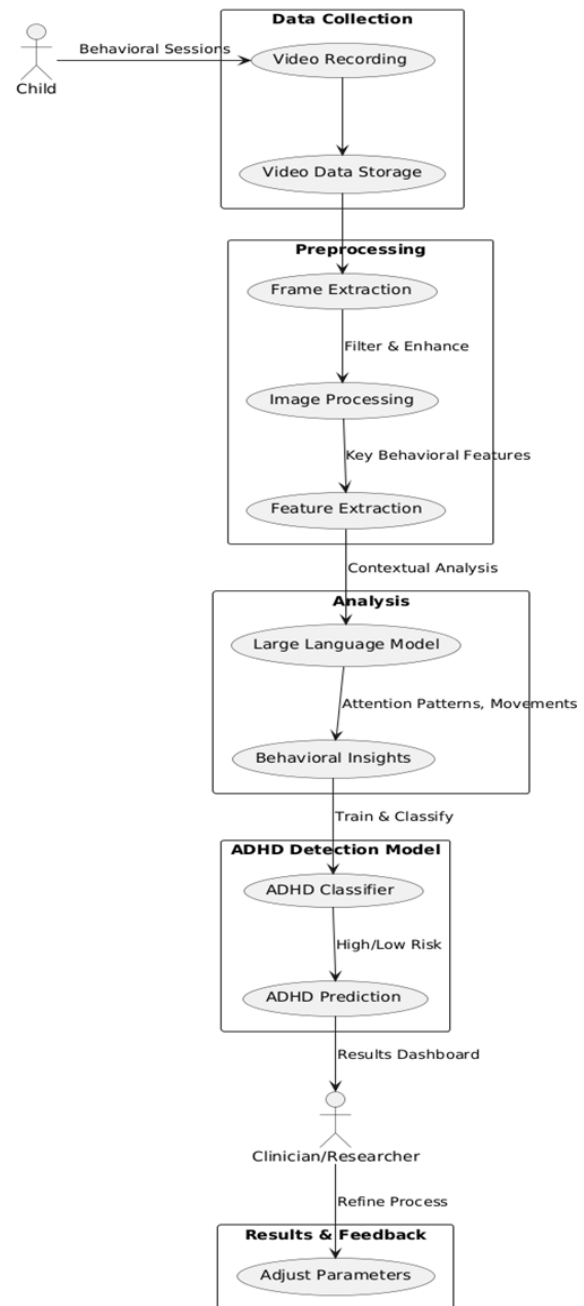 Data Collection
Behavioral Sessions
Video Recording
Child
Video Data Storage
Preprocessing
Frame Extraction
Filter & Enhance
Image Processing
Key Behavioral Features
Feature Extraction
Contextual Analysis
Analysis
Large Language Model
Attention Patterns, Movements
Behavioral Insights
Train & Classify
ADHD Detection Model
ADHD Classifier
High/Low Risk
ADHD Prediction
Results Dashboard
Clinician/Researcher
Refine Process
Results & Feedback
Adjust Parameters